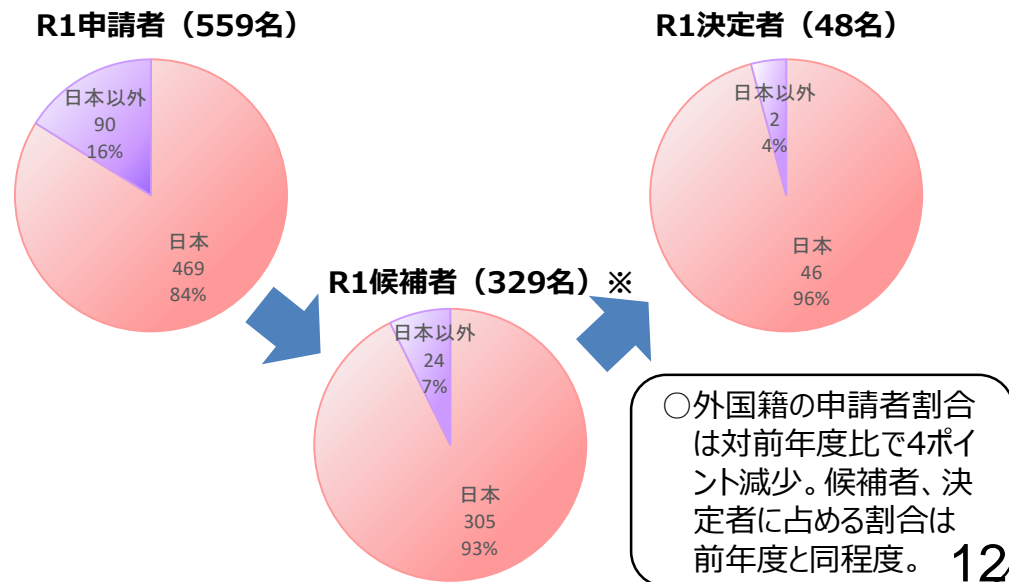 R1申請者（559名）
日本以外
90
16%
日本
469
84%
R1候補者（329名）※
日本以外
24
7%
日本
305
93%
R1決定者（48名）
日本以外
2
4%
日本
46
96%
○外国籍の申請者割合
は対前年度比で4ポイ
ント減少。候補者、決
定者に占める割合は
前年度と同程度。
12